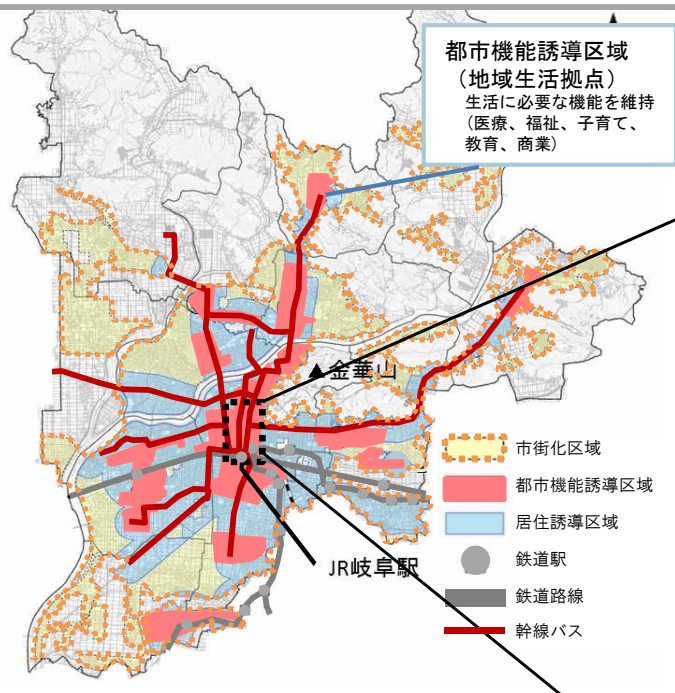 都市機能誘導区域
(地域生活拠点)
生活に必要な機能を維持
(医療、福祉、子育て、
教育、商業)
▲金華山
市街化区域
都市機能誘導区域
居住誘導区域
鉄道駅
鉄道路線
幹線バス
JR岐阜駅